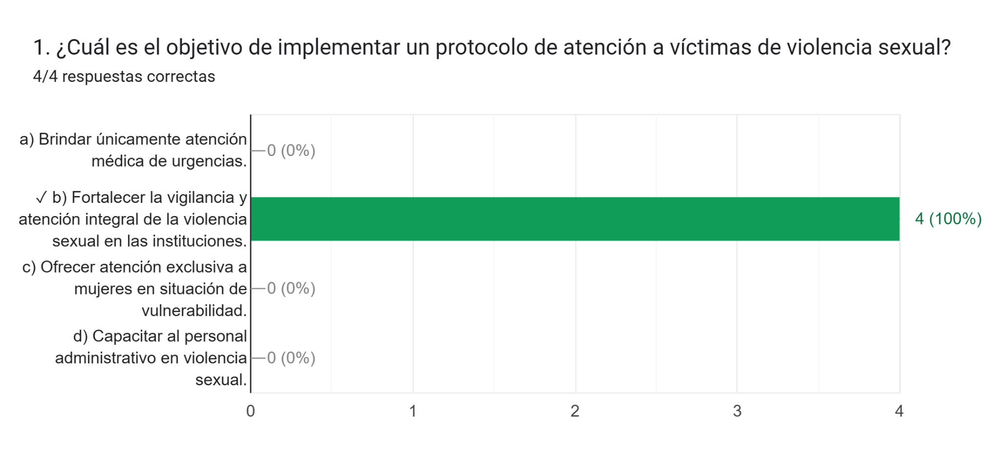 1. ¿Cuál es el objetivo de implementar un protocolo de atención a víctimas de violencia sexual?
4/4 respuestas correctas
a) Brindar únicamente atención
médica de urgencias.
0 (0%)
✓ b) Fortalecer la vigilancia y
atención integral de la violencia
sexual en las instituciones.
4 (100%)
c) Ofrecer atención exclusiva a
mujeres en situación de
vulnerabilidad.
0 (0%)
d) Capacitar al personal
administrativo en violencia
sexual.
0 (0%)
0 1 2 3 4